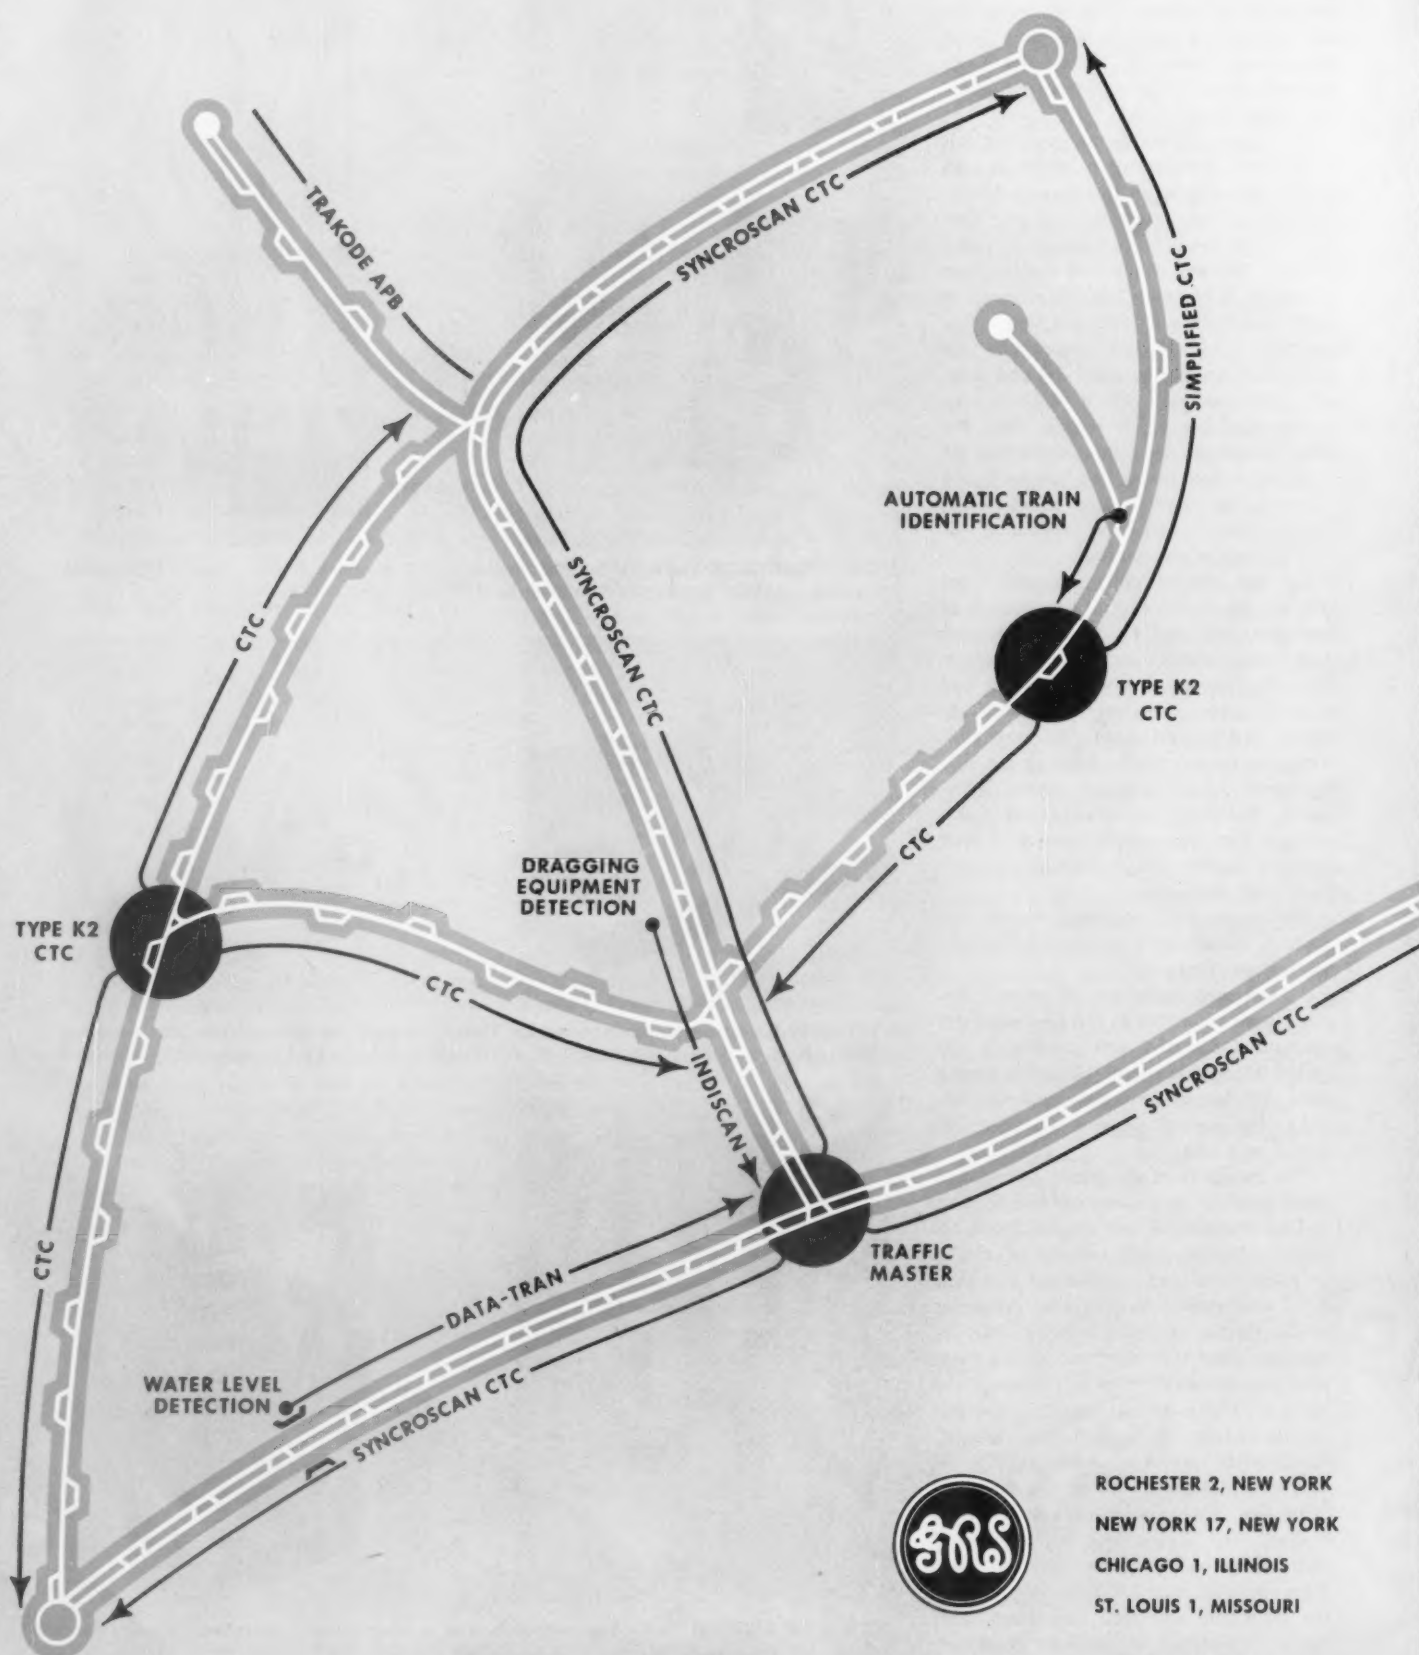 TRAKODE APB
SYNCROSCAN CTC
SIMPLIFIED CTC
AUTOMATIC TRAIN
IDENTIFICATION
CTC
SYNCROSCAN CTC
TYPE K2
CTC
CTC
DRAGGING
EQUIPMENT
DETECTION
TYPE K2
CTC
CTC
INDISCAN
SYNCROSCAN CTC
CTC
TRAFFIC
MASTER
DATA-TRAN
WATER LEVEL
DETECTION
SYNCROSCAN CTC
GRS
ROCHESTER 2, NEW YORK
NEW YORK 17, NEW YORK
CHICAGO 1, ILLINOIS
ST. LOUIS 1, MISSOURI